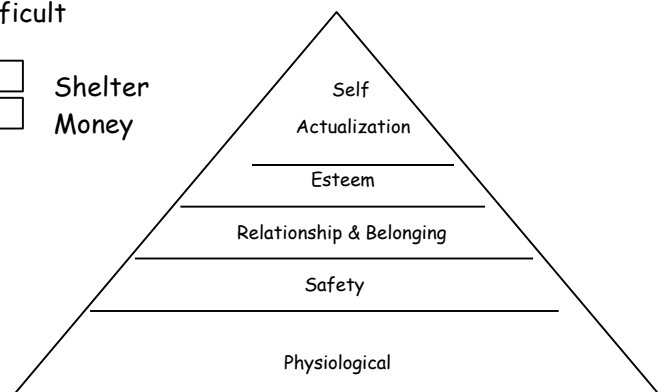 ficult
Shelter
Money
Self
Actualization
Esteem
Relationship & Belonging
Safety
Physiological